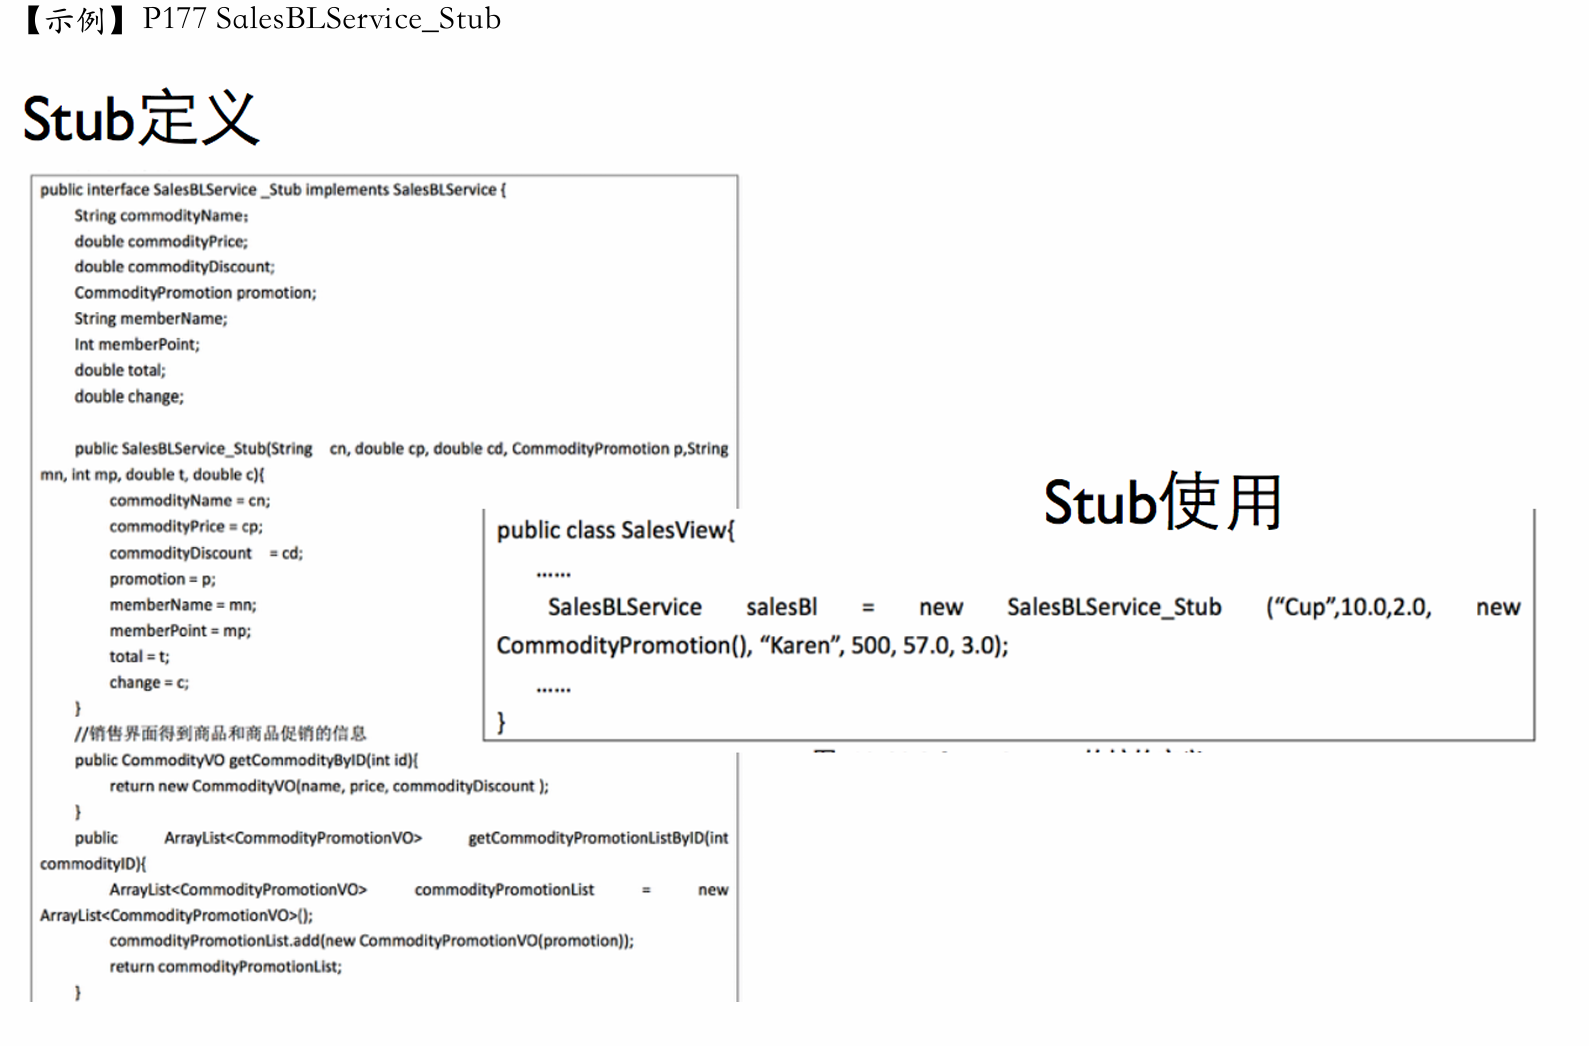 【示例】P177 SalesBLService_Stub
Stub定义
public interface SalesBLService _Stub implements SalesBLService {
String commodityName;
double commodityPrice;
double commodityDiscount;
CommodityPromotion promotion;
String memberName;
Int memberPoint;
double total;
double change;
public SalesBLService_Stub(String cn, double cp, double cd, CommodityPromotion p,String
mn, int mp, double t, double c){
commodityName = cn;
commodityPrice = cp;
commodityDiscount = cd;
promotion = p;
memberName = mn;
memberPoint = mp;
total = t;
change = c;
}
//销售界面得到商品和商品促销的信息
public CommodityVO getCommodityByID(int id){
return new CommodityVO(name, price, commodityDiscount );
}
public ArrayList<CommodityPromotionVO> getCommodityPromotionListByID(int
commodityID){
ArrayList<CommodityPromotionVO> commodityPromotionList = new
ArrayList<CommodityPromotionVO>();
commodityPromotionList.add(new CommodityPromotionVO(promotion));
return commodityPromotionList;
}
Stub使用
public class SalesView{
......
SalesBLService salesBl = new SalesBLService_Stub (“Cup”,10.0,2.0, new
CommodityPromotion(), “Karen”, 500, 57.0, 3.0);
......
}